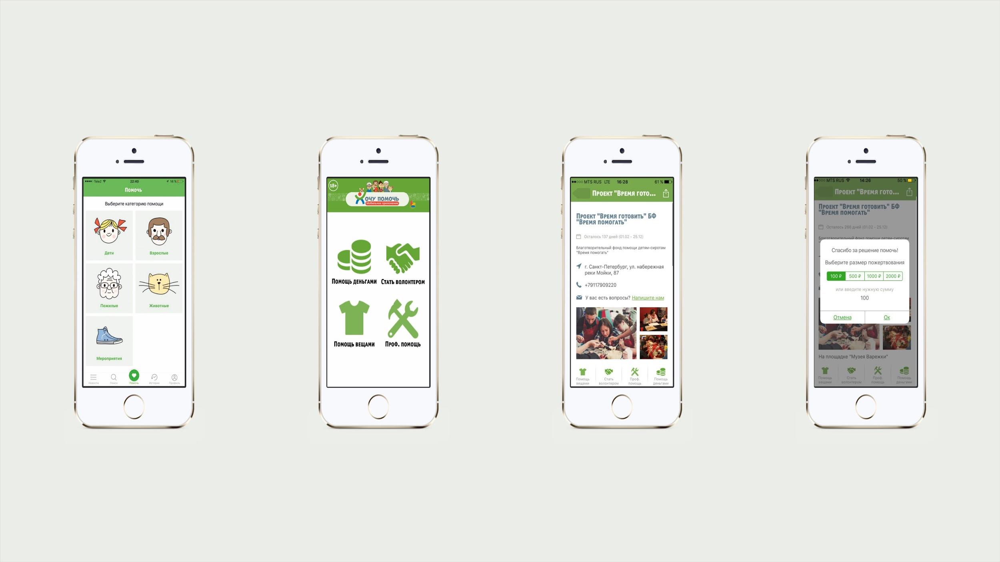 Tele2 22:40 14 %
Помочь
Выберите категорию помощи
Дети Взрослые
Пожилые Животные
Мероприятия
Новости Поиск Помочь История Профиль
18+
ХОЧУ ПОМОЧЬ
Мобильное приложение
Помощь деньгами Стать волонтером
Помощь вещами Проф. помощь
MTS RUS LTE 16:28 61 %
Проект "Время гото...
Проект "Время готовить" БФ
"Время помогать"
Осталось 137 дней (01.02 - 25.12)
Благотворительный фонд помощи детям-сиротам
"Время помогать"
г. Санкт-Петербург, ул. набережная
реки Мойки, 87
+79117909220
У вас есть вопросы? Напишите нам
Помощь Стать Проф. Помощь
вещами волонтером помощь деньгами
MTS RUS 14:26 50 %
Проект "Время гото...
Проект "Время готовить" БФ
"Время помогать"
Осталось 266 дней (01.02 - 25.12)
Благотворительный фонд помощи детям-сиротам
Спасибо за решение помочь!
Выберите размер пожертвования
100 ₽ 500 ₽ 1000 ₽ 2000 ₽
или введите нужную сумму
100
Отмена Ок
На площадке "Музея Варежки"
Помощь Стать Проф. Помощь
вещами волонтером помощь деньгами